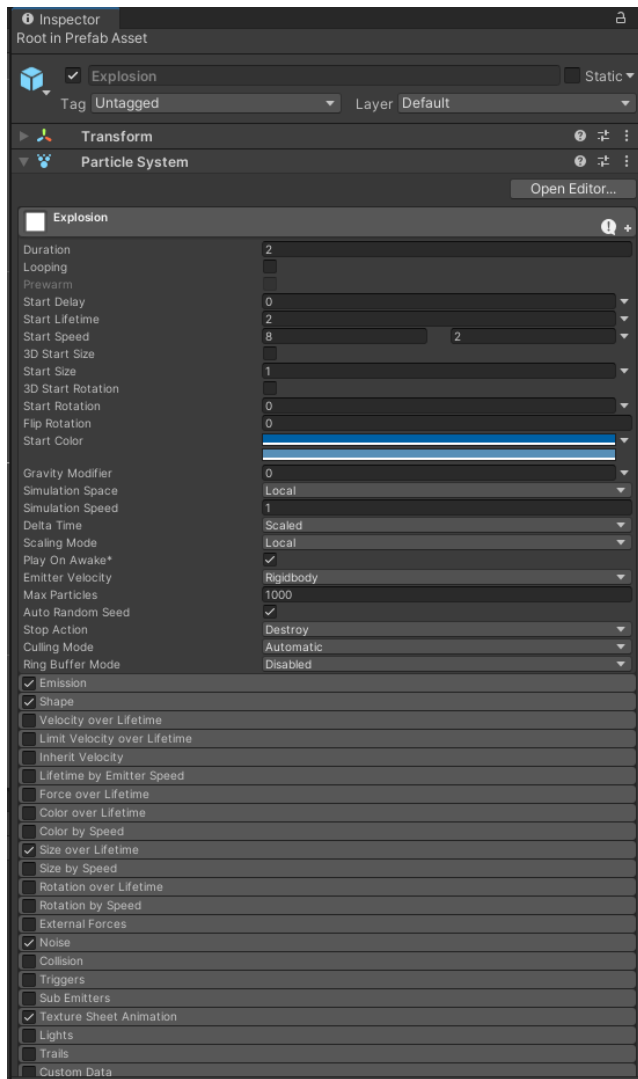 Inspector
Root in Prefab Asset
Explosion Static
Tag Untagged Layer Default
Transform
Particle System
Open Editor...
Explosion
Duration 2
Looping
Prewarm
Start Delay 0
Start Lifetime 2
Start Speed 8 2
3D Start Size
Start Size 1
3D Start Rotation
Start Rotation 0
Flip Rotation 0
Start Color
Gravity Modifier 0
Simulation Space Local
Simulation Speed 1
Delta Time Scaled
Scaling Mode Local
Play On Awake*
Emitter Velocity Rigidbody
Max Particles 1000
Auto Random Seed
Stop Action Destroy
Culling Mode Automatic
Ring Buffer Mode Disabled
Emission
Shape
Velocity over Lifetime
Limit Velocity over Lifetime
Inherit Velocity
Lifetime by Emitter Speed
Force over Lifetime
Color over Lifetime
Color by Speed
Size over Lifetime
Size by Speed
Rotation over Lifetime
Rotation by Speed
External Forces
Noise
Collision
Triggers
Sub Emitters
Texture Sheet Animation
Lights
Trails
Custom Data